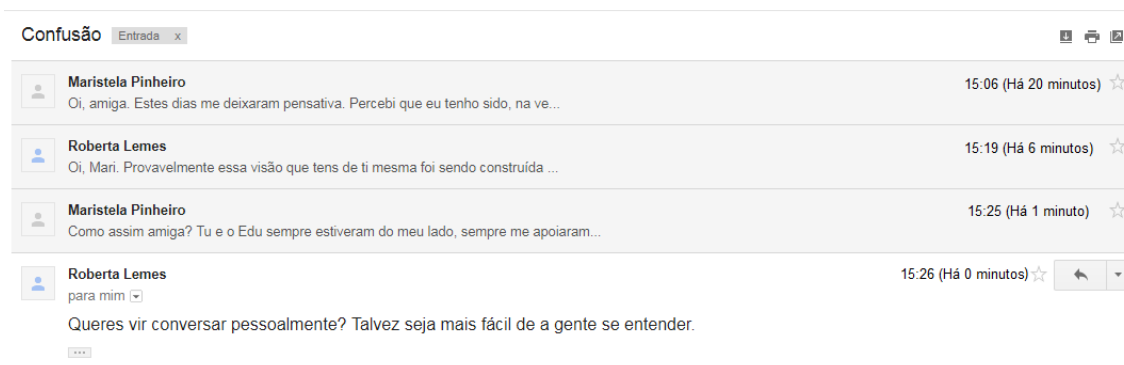 Confusão Entrada x
Maristela Pinheiro 15:06 (Há 20 minutos)
Oi, amiga. Estes dias me deixaram pensativa. Percebi que eu tenho sido, na ve...
Roberta Lemes 15:19 (Há 6 minutos)
Oi, Mari. Provavelmente essa visão que tens de ti mesma foi sendo construída ...
Maristela Pinheiro 15:25 (Há 1 minuto)
Como assim amiga? Tu e o Edu sempre estiveram do meu lado, sempre me apoiaram...
Roberta Lemes 15:26 (Há 0 minutos)
para mim
Queres vir conversar pessoalmente? Talvez seja mais fácil de a gente se entender.